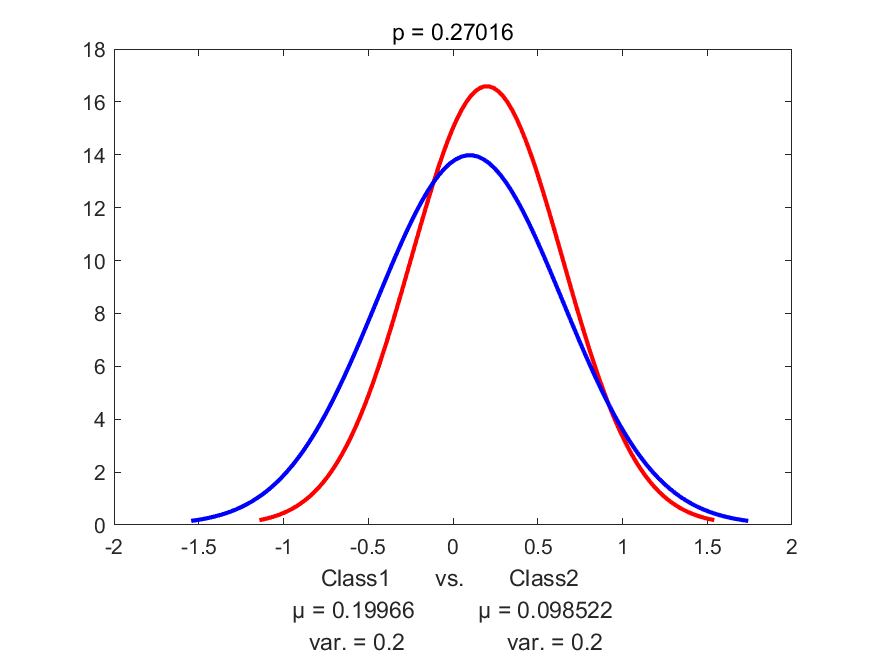 p = 0.27016
18
16
14
12
10
8
6
4
2
0
-2 -1.5 -1 -0.5 0 0.5 1 1.5 2
Class1 vs. Class2
μ = 0.19966 μ = 0.098522
var. = 0.2 var. = 0.2